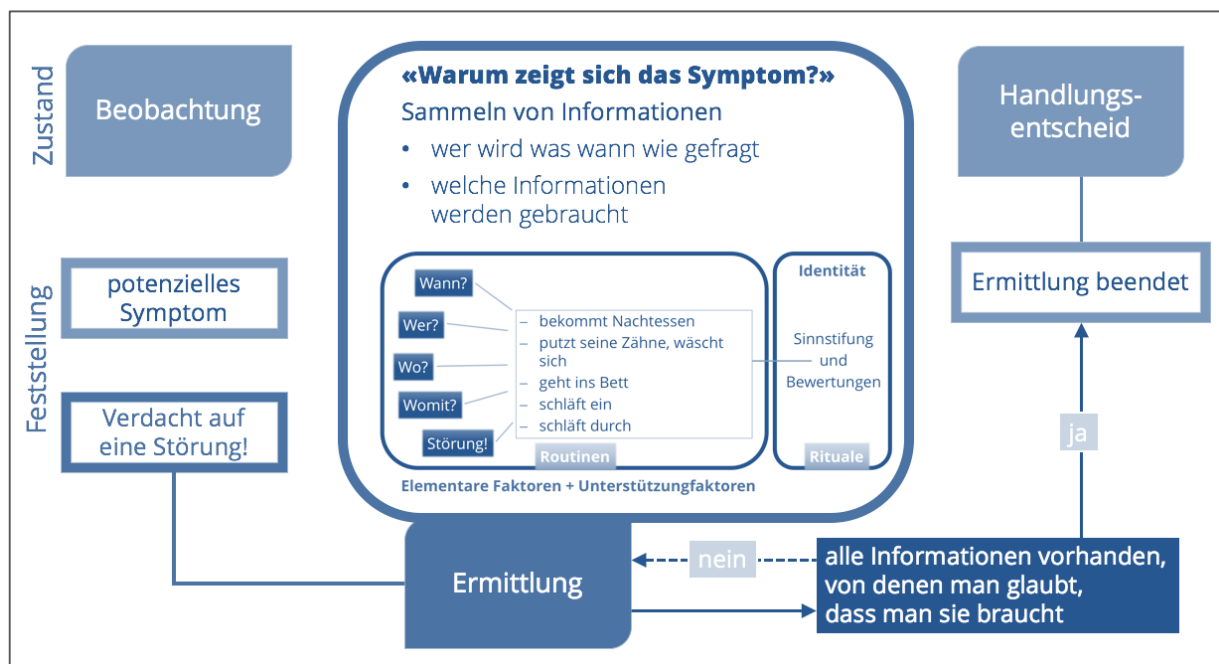 Zustand
Beobachtung
Feststellung
potenzielles
Symptom
Verdacht auf
eine Störung!
«Warum zeigt sich das Symptom?»
Sammeln von Informationen
• wer wird was wann wie gefragt
• welche Informationen
werden gebraucht
Wann?
Wer?
Wo?
Womit?
Störung!
– bekommt Nachtessen
– putzt seine Zähne, wäscht
sich
– geht ins Bett
– schläft ein
– schläft durch
Routinen
Identität
Sinnstiftung
und
Bewertungen
Rituale
Elementare Faktoren + Unterstützungfaktoren
Ermittlung
nein
alle Informationen vorhanden,
von denen man glaubt,
dass man sie braucht
ja
Ermittlung beendet
Handlungs-
entscheid